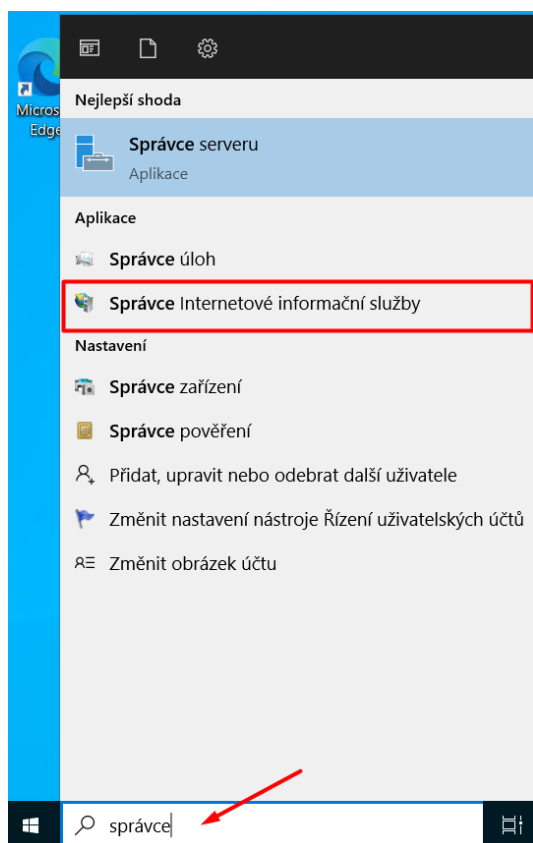 Nejlepší shoda
Micros
Edge
Správce serveru
Aplikace
Aplikace
Správce úloh
Správce Internetové informační služby
Nastavení
Správce zařízení
Správce pověření
Přidat, upravit nebo odebrat další uživatele
Změnit nastavení nástroje Řízení uživatelských účtů
Změnit obrázek účtu
správce